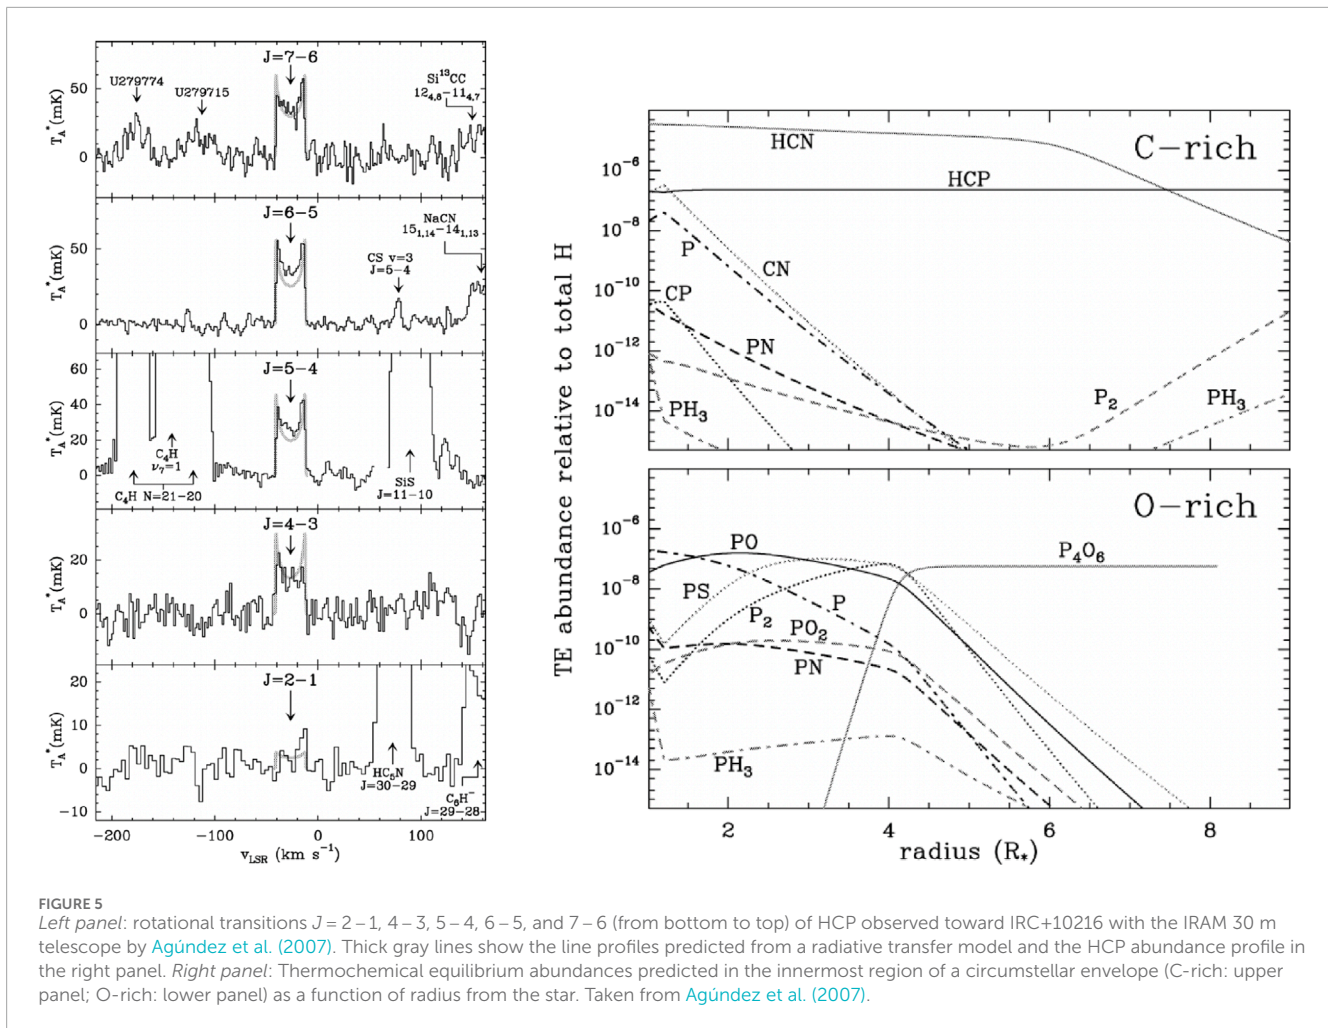 J=7−6
U279774
U279715
Si¹³CC
12₄,₈−11₄,₇
T_A*(mK)
50
0
J=6−5
NaCN
15₁,₁₄−14₁,₁₃
CS v=3
J=5−4
T_A*(mK)
50
0
J=5−4
T_A*(mK)
60
40
20
0
C₄H
ν₇=1
C₄H N=21−20
SiS
J=11−10
J=4−3
T_A*(mK)
20
0
J=2−1
T_A*(mK)
20
10
0
−10
HC₅N
J=30−29
C₆H⁻
J=29−28
−200
−100
0
100
v_LSR (km s⁻¹)
TE abundance relative to total H
C-rich
HCN
HCP
P
CN
CP
PN
PH₃
P₂
PH₃
10⁻⁶
10⁻⁸
10⁻¹⁰
10⁻¹²
10⁻¹⁴
O-rich
PO
P₄O₆
PS
P
P₂
PO₂
PN
PH₃
10⁻⁶
10⁻⁸
10⁻¹⁰
10⁻¹²
10⁻¹⁴
2
4
6
8
radius (R*)
FIGURE 5
Left panel: rotational transitions J = 2 – 1, 4 – 3, 5 – 4, 6 – 5, and 7 – 6 (from bottom to top) of HCP observed toward IRC+10216 with the IRAM 30 m
telescope by Agúndez et al. (2007). Thick gray lines show the line profiles predicted from a radiative transfer model and the HCP abundance profile in
the right panel. Right panel: Thermochemical equilibrium abundances predicted in the innermost region of a circumstellar envelope (C-rich: upper
panel; O-rich: lower panel) as a function of radius from the star. Taken from Agúndez et al. (2007).